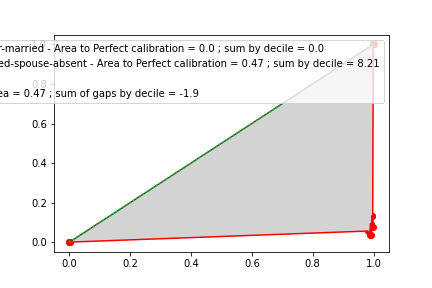 r-married - Area to Perfect calibration = 0.0 ; sum by decile = 0.0
ed-spouse-absent - Area to Perfect calibration = 0.47 ; sum by decile = 8.21
ea = 0.47 ; sum of gaps by decile = -1.9
1.0
0.8
0.6
0.4
0.2
0.0
0.0 0.2 0.4 0.6 0.8 1.0